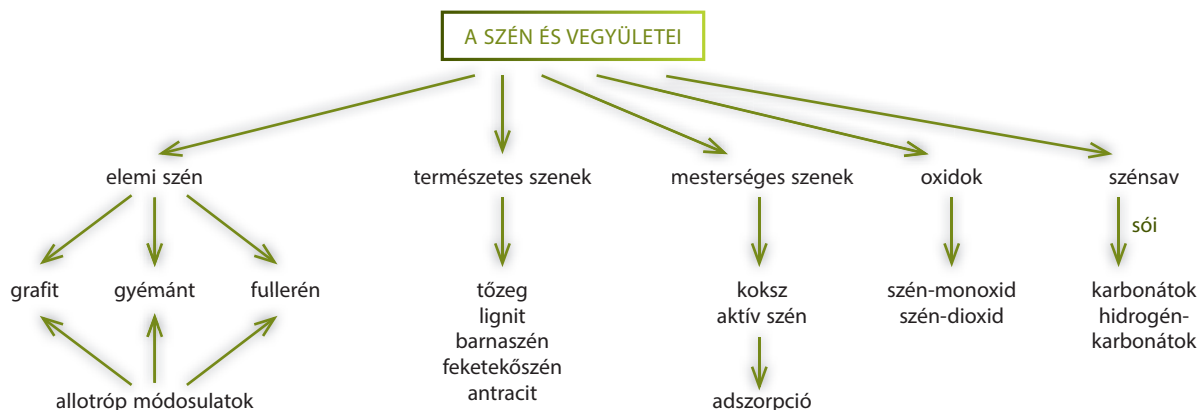 A SZÉN ÉS VEGYÜLETEI
elemi szén
természetes szenek
mesterséges szenek
oxidok
szénsav
sói
grafit
gyémánt
fullerén
tőzeg
lignit
barnaszén
feketekőszén
antracit
koksz
aktív szén
szén-monoxid
szén-dioxid
karbonátok
hidrogén-
karbonátok
allotróp módosulatok
adszorpció